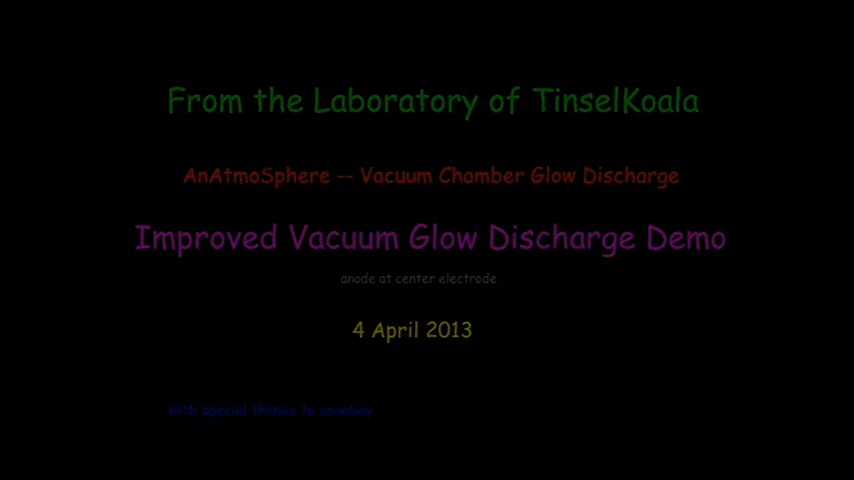 From the Laboratory of TinselKoala
AnAtmoSphere -- Vacuum Chamber Glow Discharge
Improved Vacuum Glow Discharge Demo
anode at center electrode
4 April 2013
with special thanks to